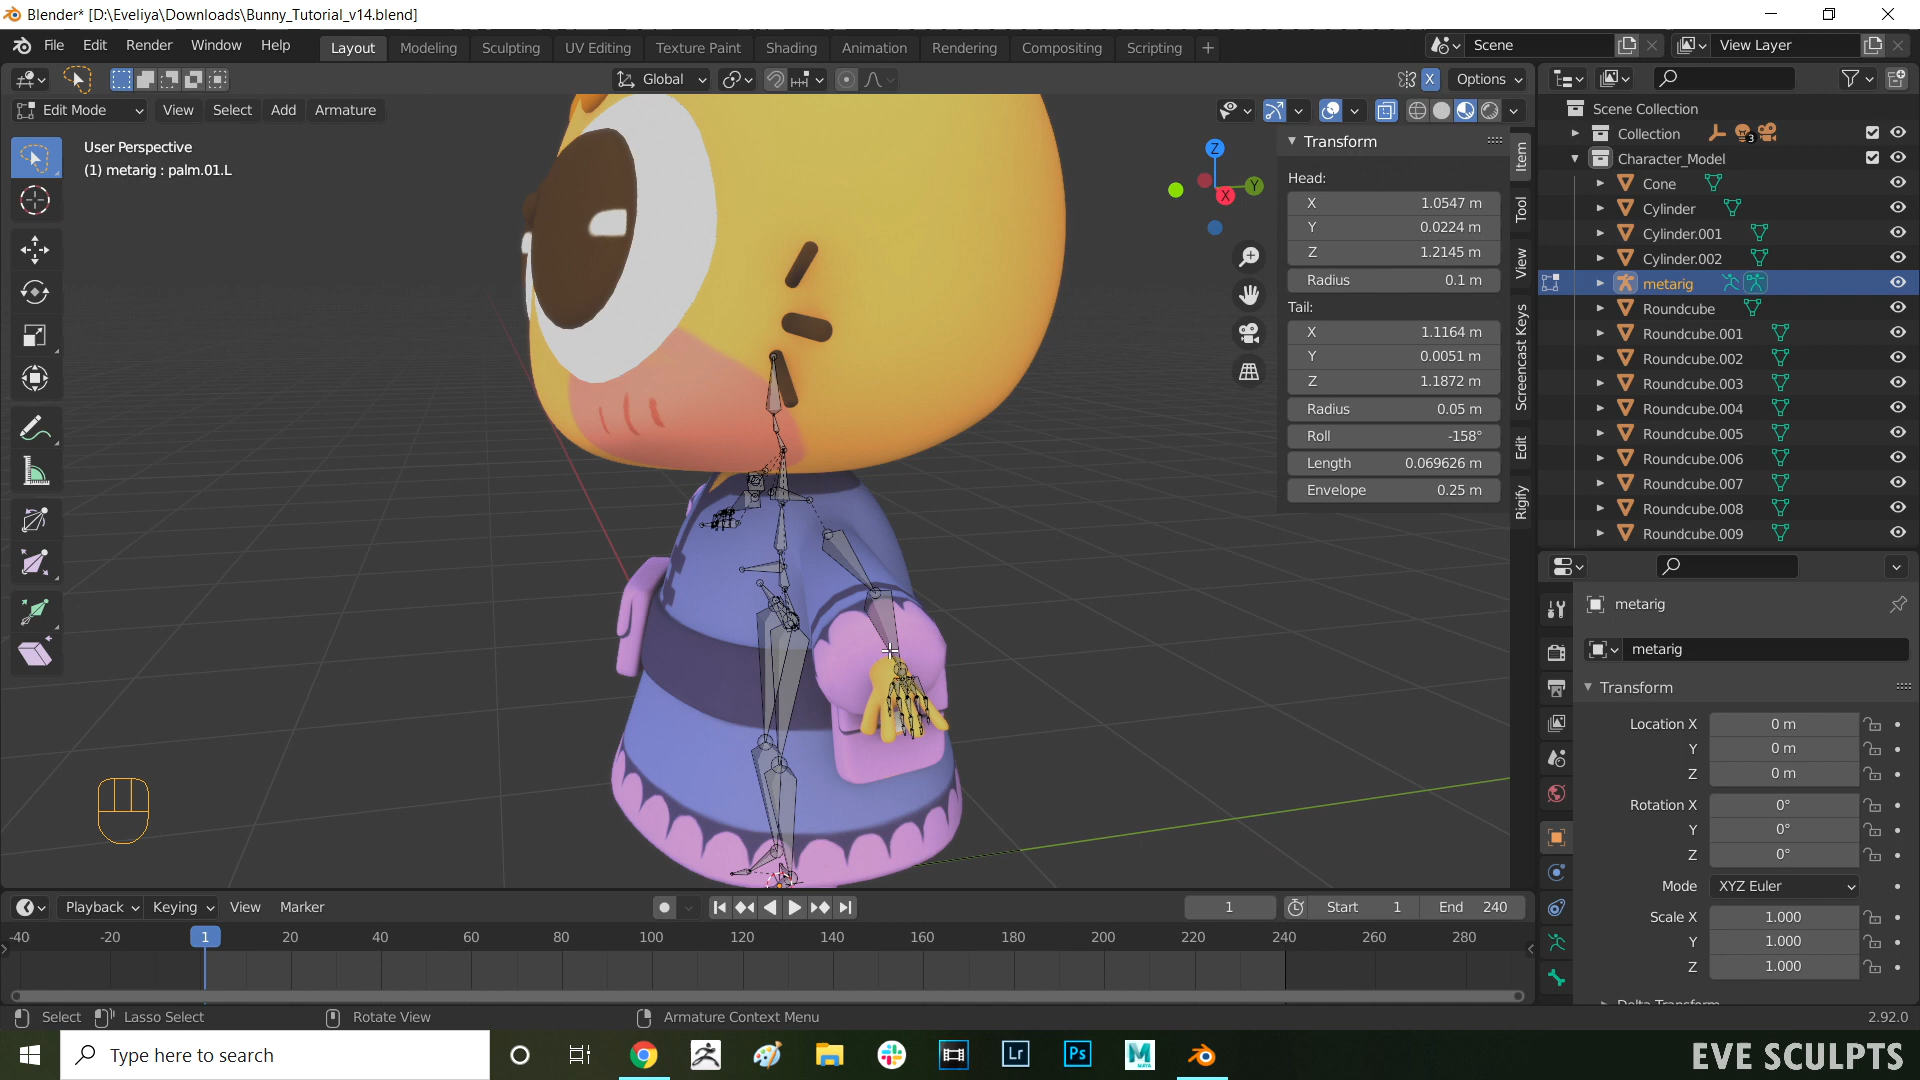 Blender* [D:\Eveliya\Downloads\Bunny_Tutorial_v14.blend]
File Edit Render Window Help
Layout Modeling Sculpting UV Editing Texture Paint Shading Animation Rendering Compositing Scripting +
Scene
View Layer
Global
X Options
Edit Mode View Select Add Armature
User Perspective
(1) metarig : palm.01.L
Z
Y
X
Transform
Head:
X 1.0547 m
Y 0.0224 m
Z 1.2145 m
Radius 0.1 m
Tail:
X 1.1164 m
Y 0.0051 m
Z 1.1872 m
Radius 0.05 m
Roll -158°
Length 0.069626 m
Envelope 0.25 m
Item
Tool
View
Screencast Keys
Edit
Rigify
Scene Collection
Collection 3
Character_Model
Cone
Cylinder
Cylinder.001
Cylinder.002
metarig
Roundcube
Roundcube.001
Roundcube.002
Roundcube.003
Roundcube.004
Roundcube.005
Roundcube.006
Roundcube.007
Roundcube.008
Roundcube.009
metarig
metarig
Transform
Location X 0 m
Y 0 m
Z 0 m
Rotation X 0°
Y 0°
Z 0°
Mode XYZ Euler
Scale X 1.000
Y 1.000
Z 1.000
Delta Transform
Playback Keying View Marker
1 Start 1 End 240
-40 -20 1 20 40 60 80 100 120 140 160 180 200 220 240 260 280
Select Lasso Select Rotate View Armature Context Menu 2.92.0
Type here to search
Lr
Ps
M
EVE SCULPTS